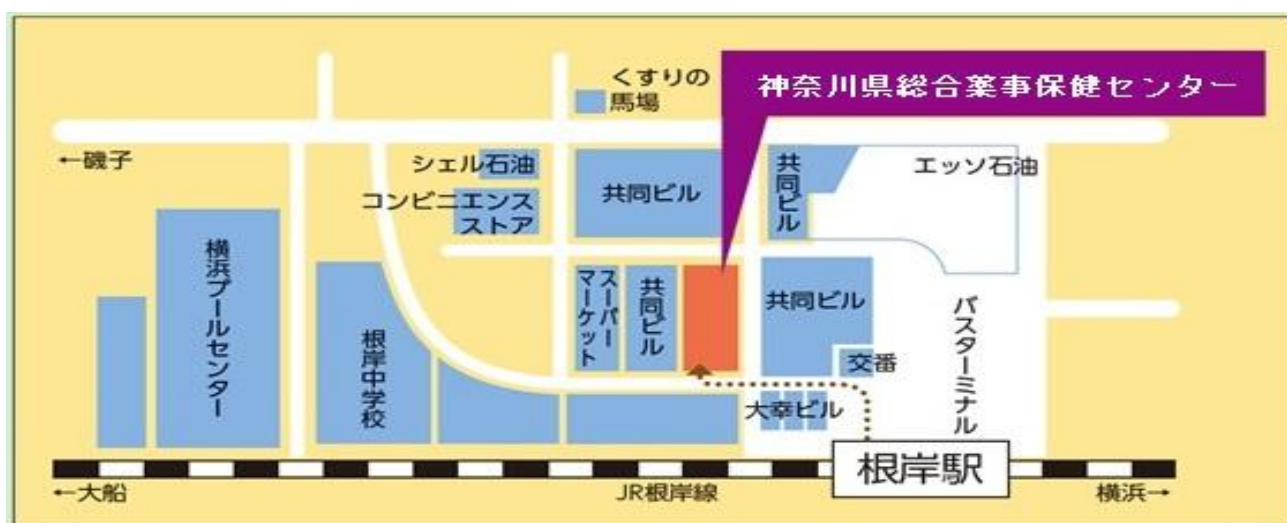 くすりの
馬場
神奈川県総合薬事保健センター
←磯子
シェル石油
コンビニエンス
ストア
共同ビル
共同ビル
エッソ石油
横浜プールセンター
根岸中学校
スーパー
マーケット
共同ビル
共同ビル
交番
バスターミナル
大幸ビル
根岸駅
←大船
JR根岸線
横浜→